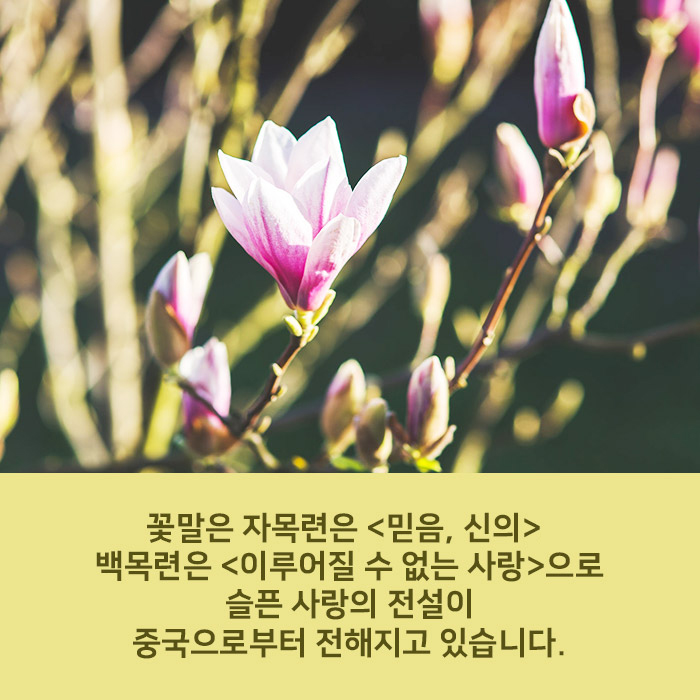 꽃말은 자목련은 <믿음, 신의>
백목련은 <이루어질 수 없는 사랑>으로
슬픈 사랑의 전설이
중국으로부터 전해지고 있습니다.